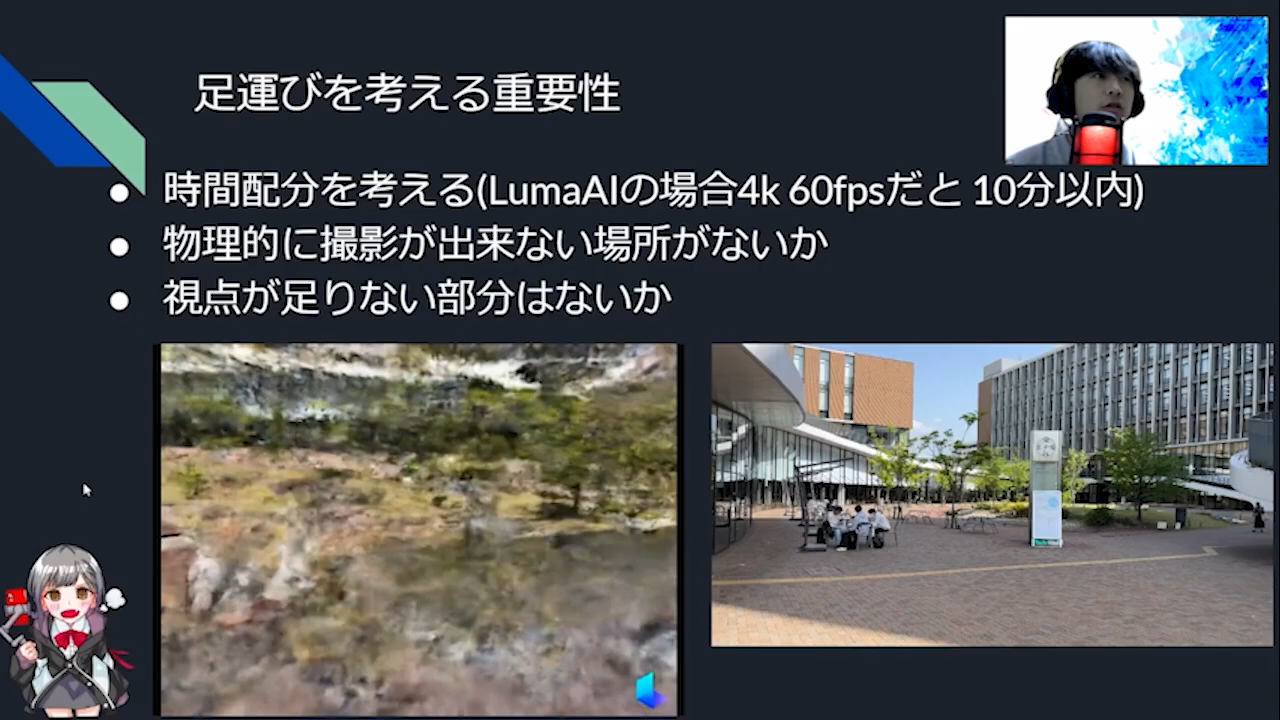 足運びを考える重要性
● 時間配分を考える(LumaAIの場合4k 60fpsだと 10分以内)
● 物理的に撮影が出来ない場所がないか
● 視点が足りない部分はないか